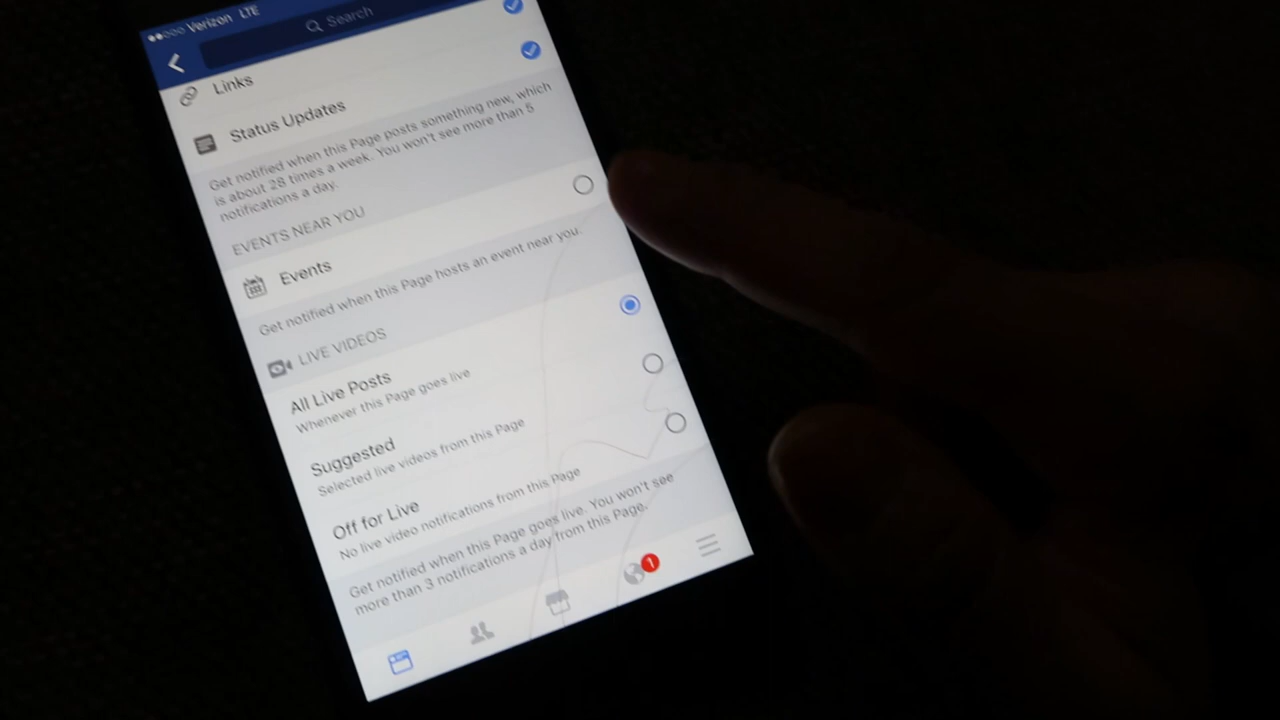 Verizon LTE
Search
Links
Status Updates
Get notified when this Page posts something new, which
is about 28 times a week. You won't see more than 5
notifications a day.
EVENTS NEAR YOU
Events
Get notified when this Page hosts an event near you.
LIVE VIDEOS
All Live Posts
Whenever this Page goes live
Suggested
Selected live videos from this Page
Off for Live
No live video notifications from this Page
Get notified when this Page goes live. You won't see
more than 3 notifications a day from this Page.
1